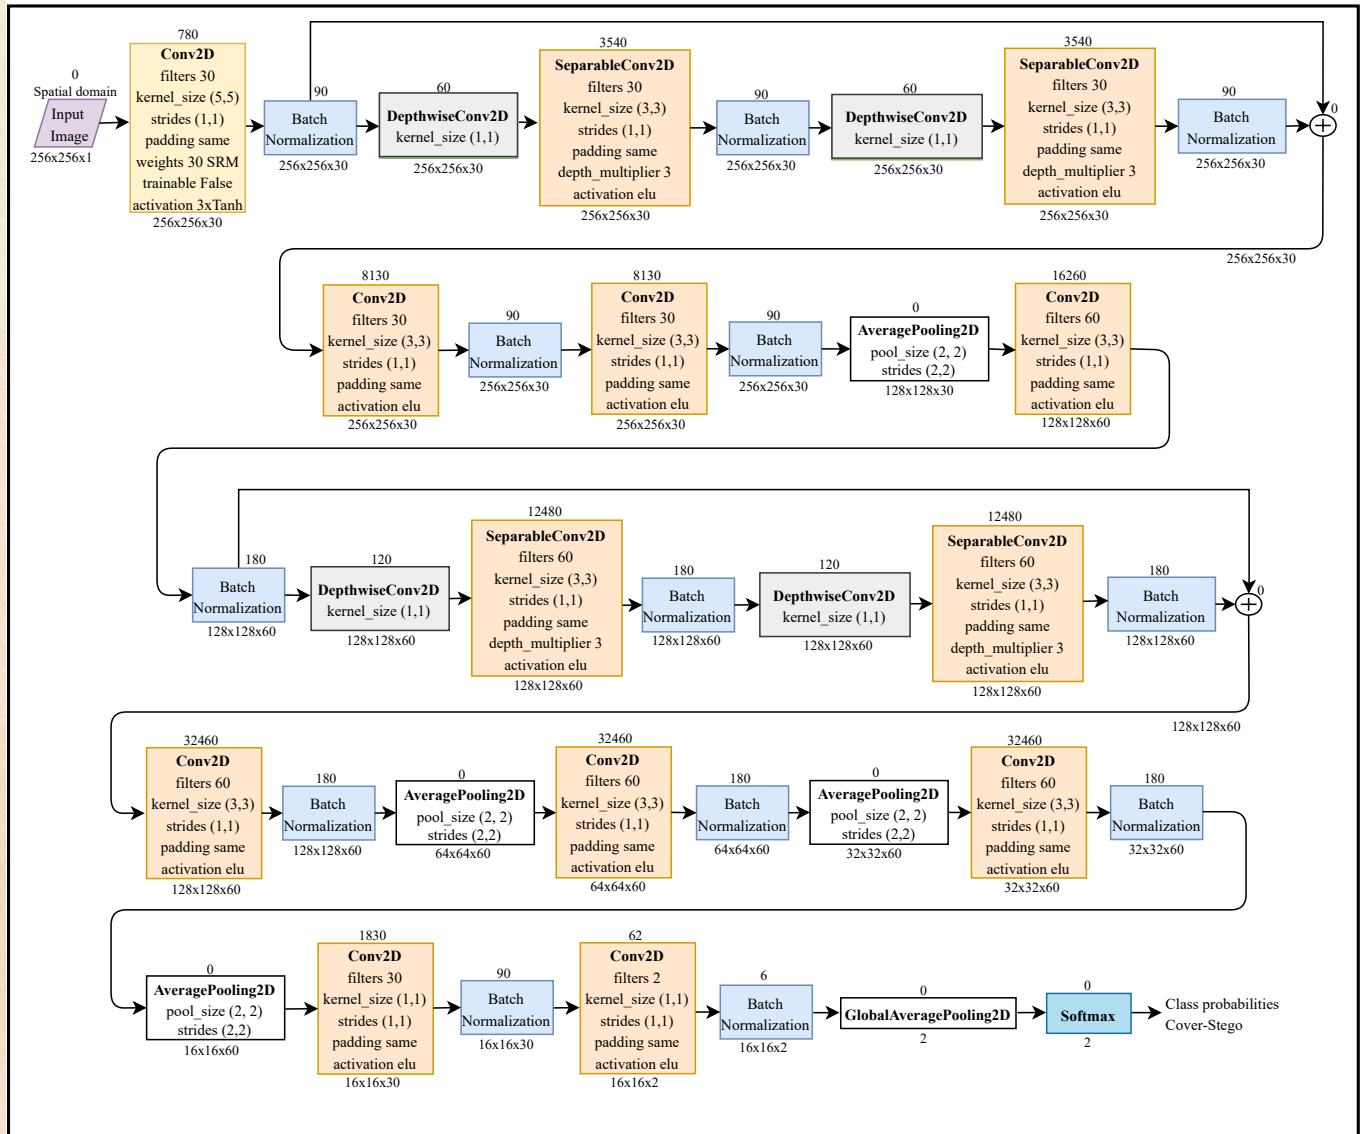 0
Spatial domain
Input
Image
256x256x1
780
Conv2D
filters 30
kernel_size (5,5)
strides (1,1)
padding same
weights 30 SRM
trainable False
activation 3xTanh
256x256x30
90
Batch
Normalization
256x256x30
60
DepthwiseConv2D
kernel_size (1,1)
256x256x30
3540
SeparableConv2D
filters 30
kernel_size (3,3)
strides (1,1)
padding same
depth_multiplier 3
activation elu
256x256x30
90
Batch
Normalization
256x256x30
60
DepthwiseConv2D
kernel_size (1,1)
256x256x30
3540
SeparableConv2D
filters 30
kernel_size (3,3)
strides (1,1)
padding same
depth_multiplier 3
activation elu
256x256x30
90
Batch
Normalization
256x256x30
0
256x256x30
8130
Conv2D
filters 30
kernel_size (3,3)
strides (1,1)
padding same
activation elu
256x256x30
90
Batch
Normalization
256x256x30
8130
Conv2D
filters 30
kernel_size (3,3)
strides (1,1)
padding same
activation elu
256x256x30
90
Batch
Normalization
256x256x30
0
AveragePooling2D
pool_size (2, 2)
strides (2,2)
128x128x30
16260
Conv2D
filters 60
kernel_size (3,3)
strides (1,1)
padding same
activation elu
128x128x60
180
Batch
Normalization
128x128x60
120
DepthwiseConv2D
kernel_size (1,1)
128x128x60
12480
SeparableConv2D
filters 60
kernel_size (3,3)
strides (1,1)
padding same
depth_multiplier 3
activation elu
128x128x60
180
Batch
Normalization
128x128x60
120
DepthwiseConv2D
kernel_size (1,1)
128x128x60
12480
SeparableConv2D
filters 60
kernel_size (3,3)
strides (1,1)
padding same
depth_multiplier 3
activation elu
128x128x60
180
Batch
Normalization
128x128x60
0
128x128x60
32460
Conv2D
filters 60
kernel_size (3,3)
strides (1,1)
padding same
activation elu
128x128x60
180
Batch
Normalization
128x128x60
0
AveragePooling2D
pool_size (2, 2)
strides (2,2)
64x64x60
32460
Conv2D
filters 60
kernel_size (3,3)
strides (1,1)
padding same
activation elu
64x64x60
180
Batch
Normalization
64x64x60
0
AveragePooling2D
pool_size (2, 2)
strides (2,2)
32x32x60
32460
Conv2D
filters 60
kernel_size (3,3)
strides (1,1)
padding same
activation elu
32x32x60
180
Batch
Normalization
32x32x60
0
AveragePooling2D
pool_size (2, 2)
strides (2,2)
16x16x60
1830
Conv2D
filters 30
kernel_size (1,1)
strides (1,1)
padding same
activation elu
16x16x30
90
Batch
Normalization
16x16x30
62
Conv2D
filters 2
kernel_size (1,1)
strides (1,1)
padding same
activation elu
16x16x2
6
Batch
Normalization
16x16x2
0
GlobalAveragePooling2D
2
0
Softmax
2
Class probabilities
Cover-Stego